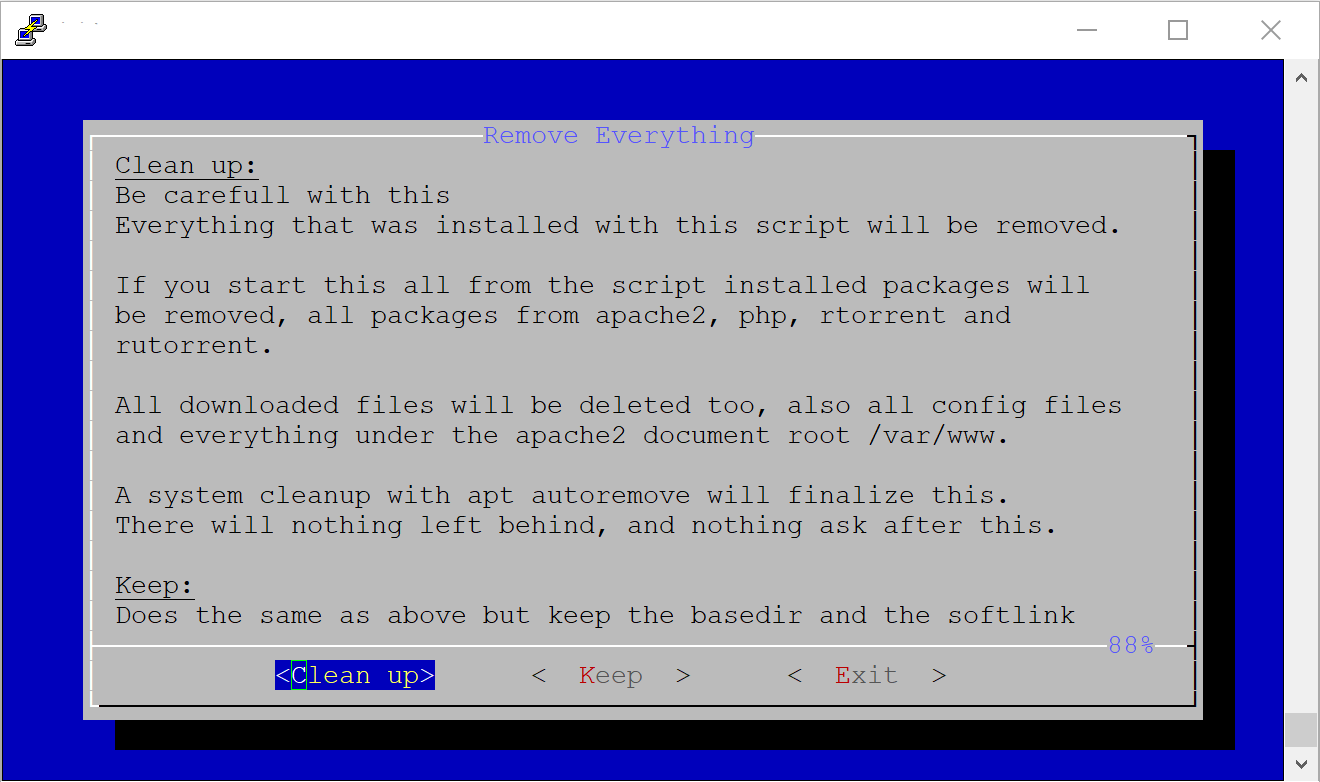 Remove Everything
Clean up:
Be carefull with this
Everything that was installed with this script will be removed.
If you start this all from the script installed packages will
be removed, all packages from apache2, php, rtorrent and
rutorrent.
All downloaded files will be deleted too, also all config files
and everything under the apache2 document root /var/www.
A system cleanup with apt autoremove will finalize this.
There will nothing left behind, and nothing ask after this.
Keep:
Does the same as above but keep the basedir and the softlink
88%
<Clean up> < Keep > < Exit >